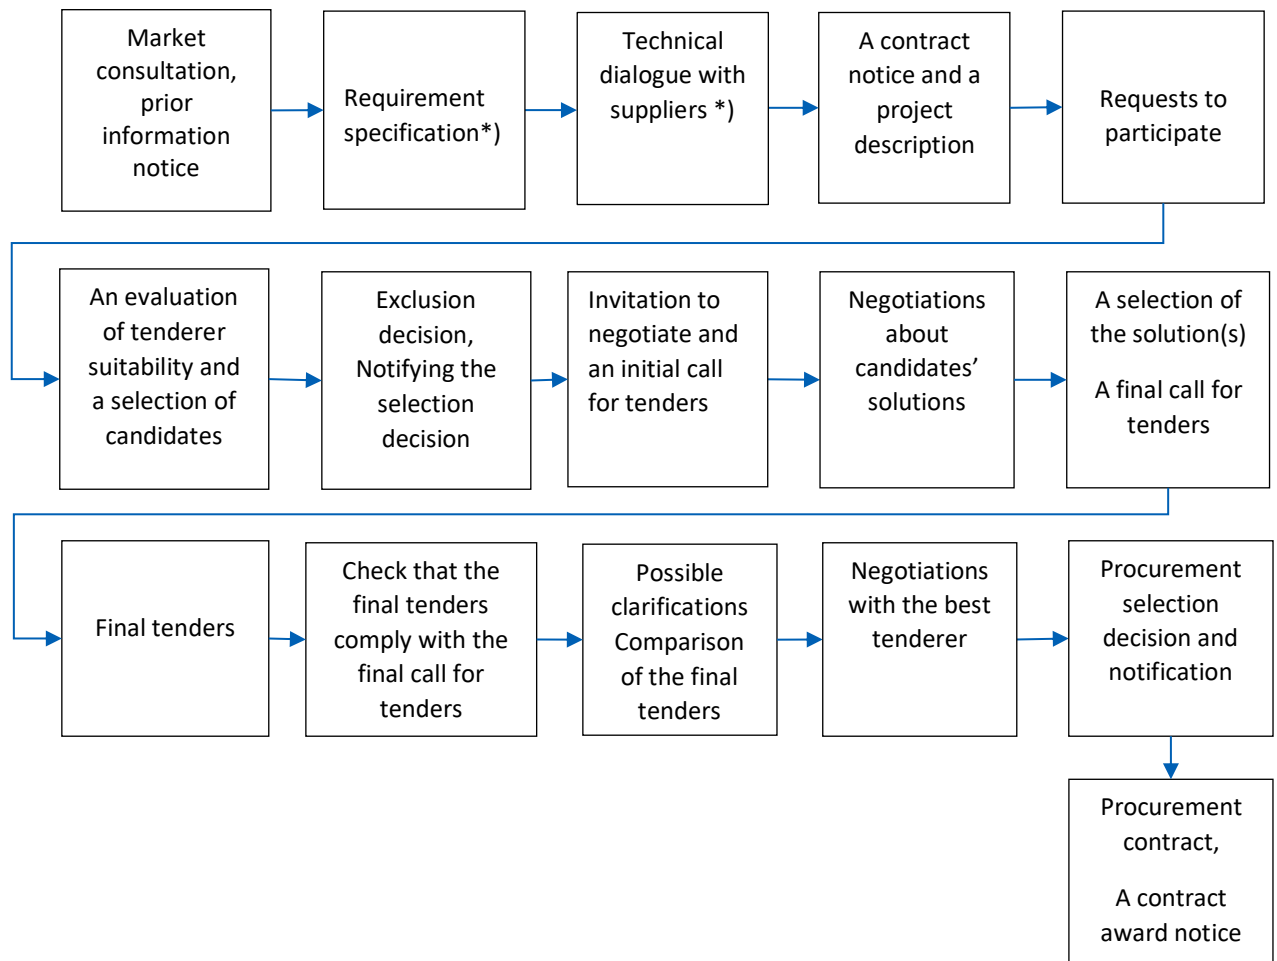 Market
consultation,
prior
information
notice
Requirement
specification*)
Technical
dialogue with
suppliers *)
A contract
notice and a
project
description
Requests to
participate
An evaluation
of tenderer
suitability and
a selection of
candidates
Exclusion
decision,
Notifying the
selection
decision
Invitation to
negotiate and
an initial call
for tenders
Negotiations
about
candidates’
solutions
A selection of
the solution(s)
A final call for
tenders
Final tenders
Check that the
final tenders
comply with the
final call for
tenders
Possible
clarifications
Comparison
of the final
tenders
Negotiations
with the best
tenderer
Procurement
selection
decision and
notification
Procurement
contract,
A contract
award notice